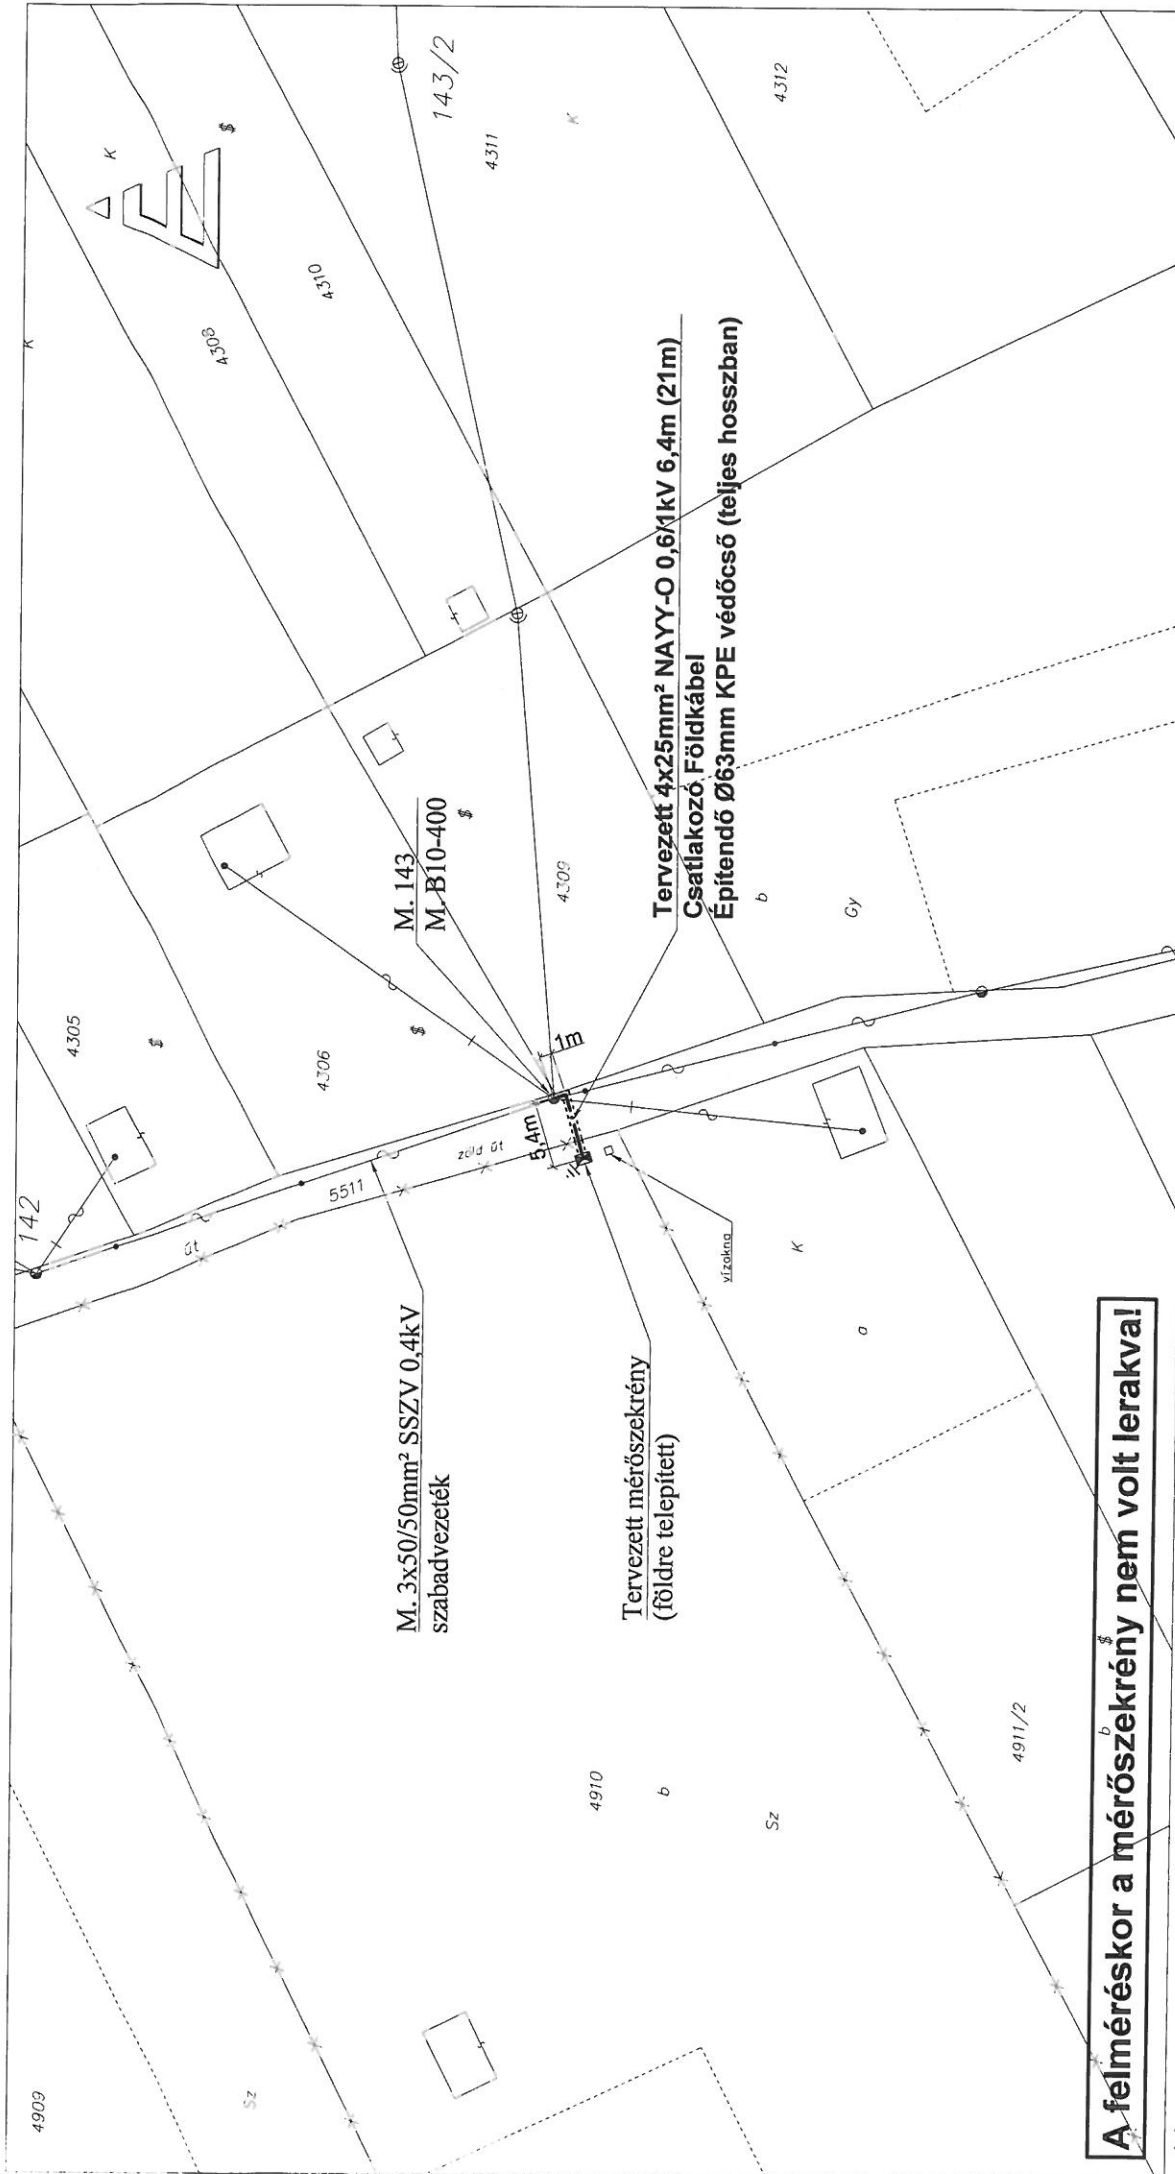 4909
Sz
4910
b
Sz
4911/2
b
$
A felméréskor a mérőszekrény nem volt lerakva!
M. 3x50/50mm² SSZV 0,4kV
szabadvezeték
Tervezett mérőszekrény
(földre telepített)
vízakna
K
a
142
út
5511
zöld út
5,4m
1m
4305
$
4306
$
M. 143
M. B10-400
$
4309
Tervezett 4x25mm² NAYY-O 0,6/1kV 6,4m (21m)
Csatlakozó Földkábel
Építendő Ø63mm KPE védőcső (teljes hosszban)
b
Gy
K
4308
4310
K
$
É
143/2
4311
K
4312